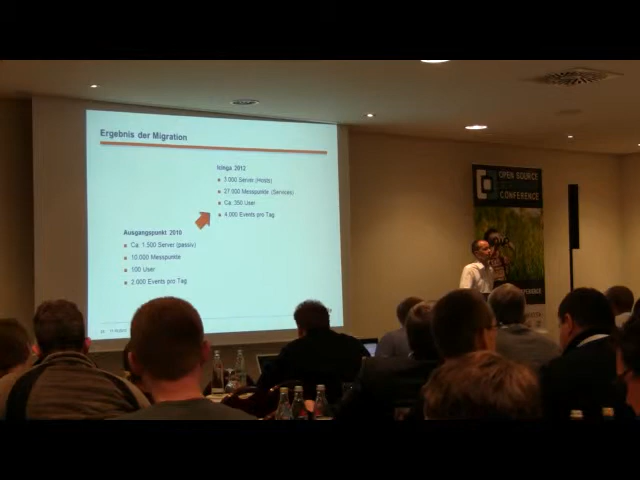 Ergebnis der Migration
Icinga 2012
3.000 Server (Hosts)
27.000 Messpunkte (Services)
Ca. 350 User
4.000 Events pro Tag
Ausgangspunkt 2010
Ca. 1.500 Server (passiv)
10.000 Messpunkte
100 User
2.000 Events pro Tag
OPEN SOURCE
CONFERENCE